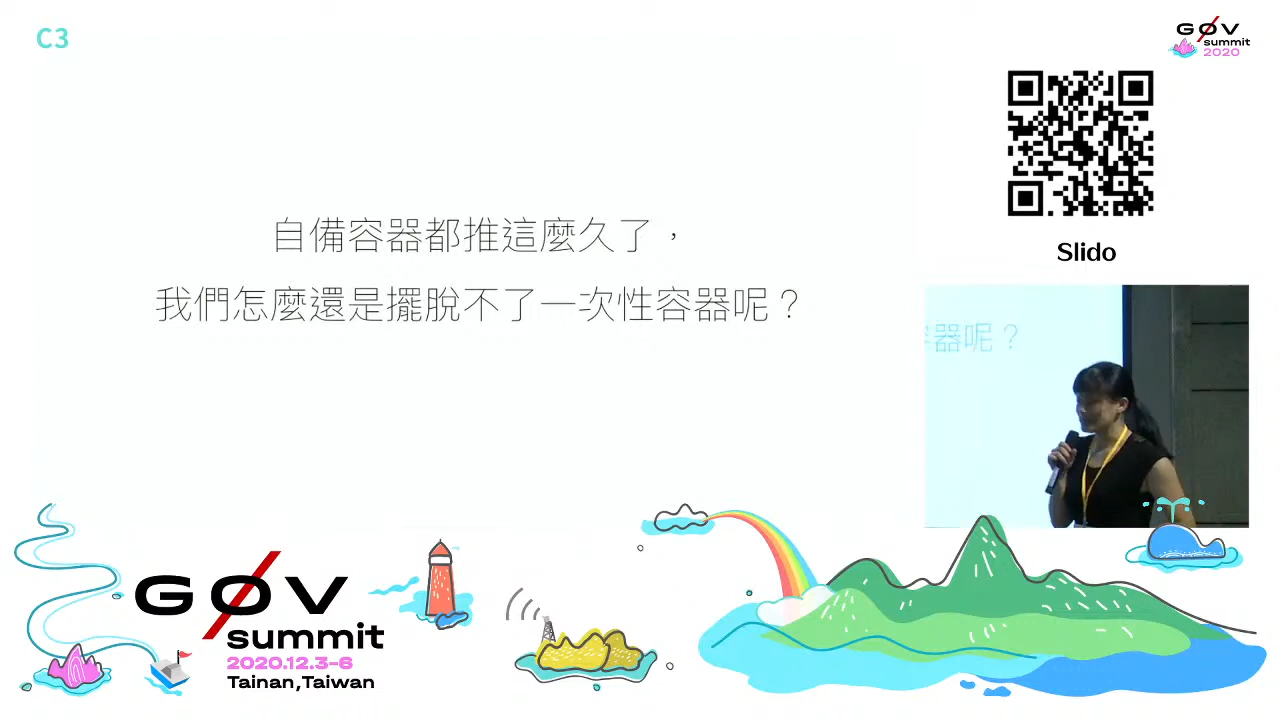 C3
GØV
summit
2020
Slido
自備容器都推這麼久了，
我們怎麼還是擺脫不了一次性容器呢？
器呢？
GØV
summit
2020.12.3-6
Tainan,Taiwan